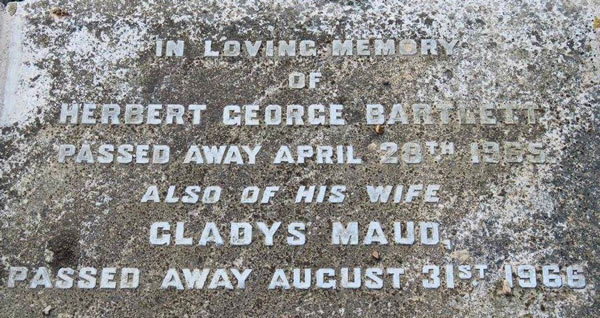 IN LOVING MEMORY
OF
HERBERT GEORGE BARTNETT
PASSED AWAY APRIL 28TH 1965.
ALSO OF HIS WIFE
GLADYS MAUD.
PASSED AWAY AUGUST 31ST 1966